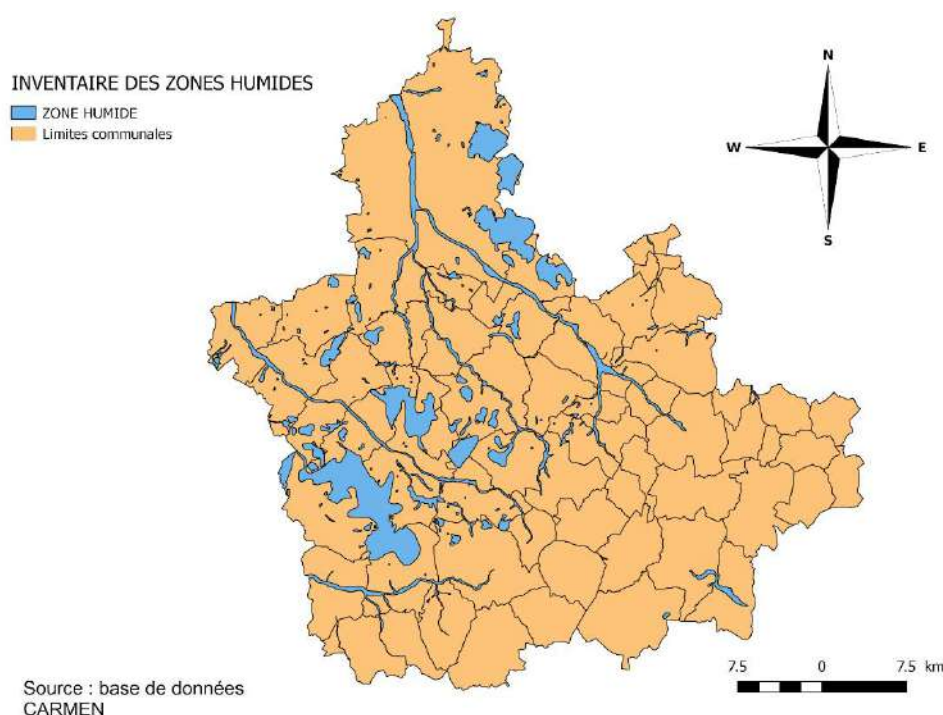 INVENTAIRE DES ZONES HUMIDES
ZONE HUMIDE
Limites communales
N
W
E
S
7.5 0 7.5 km
Source : base de données
CARMEN